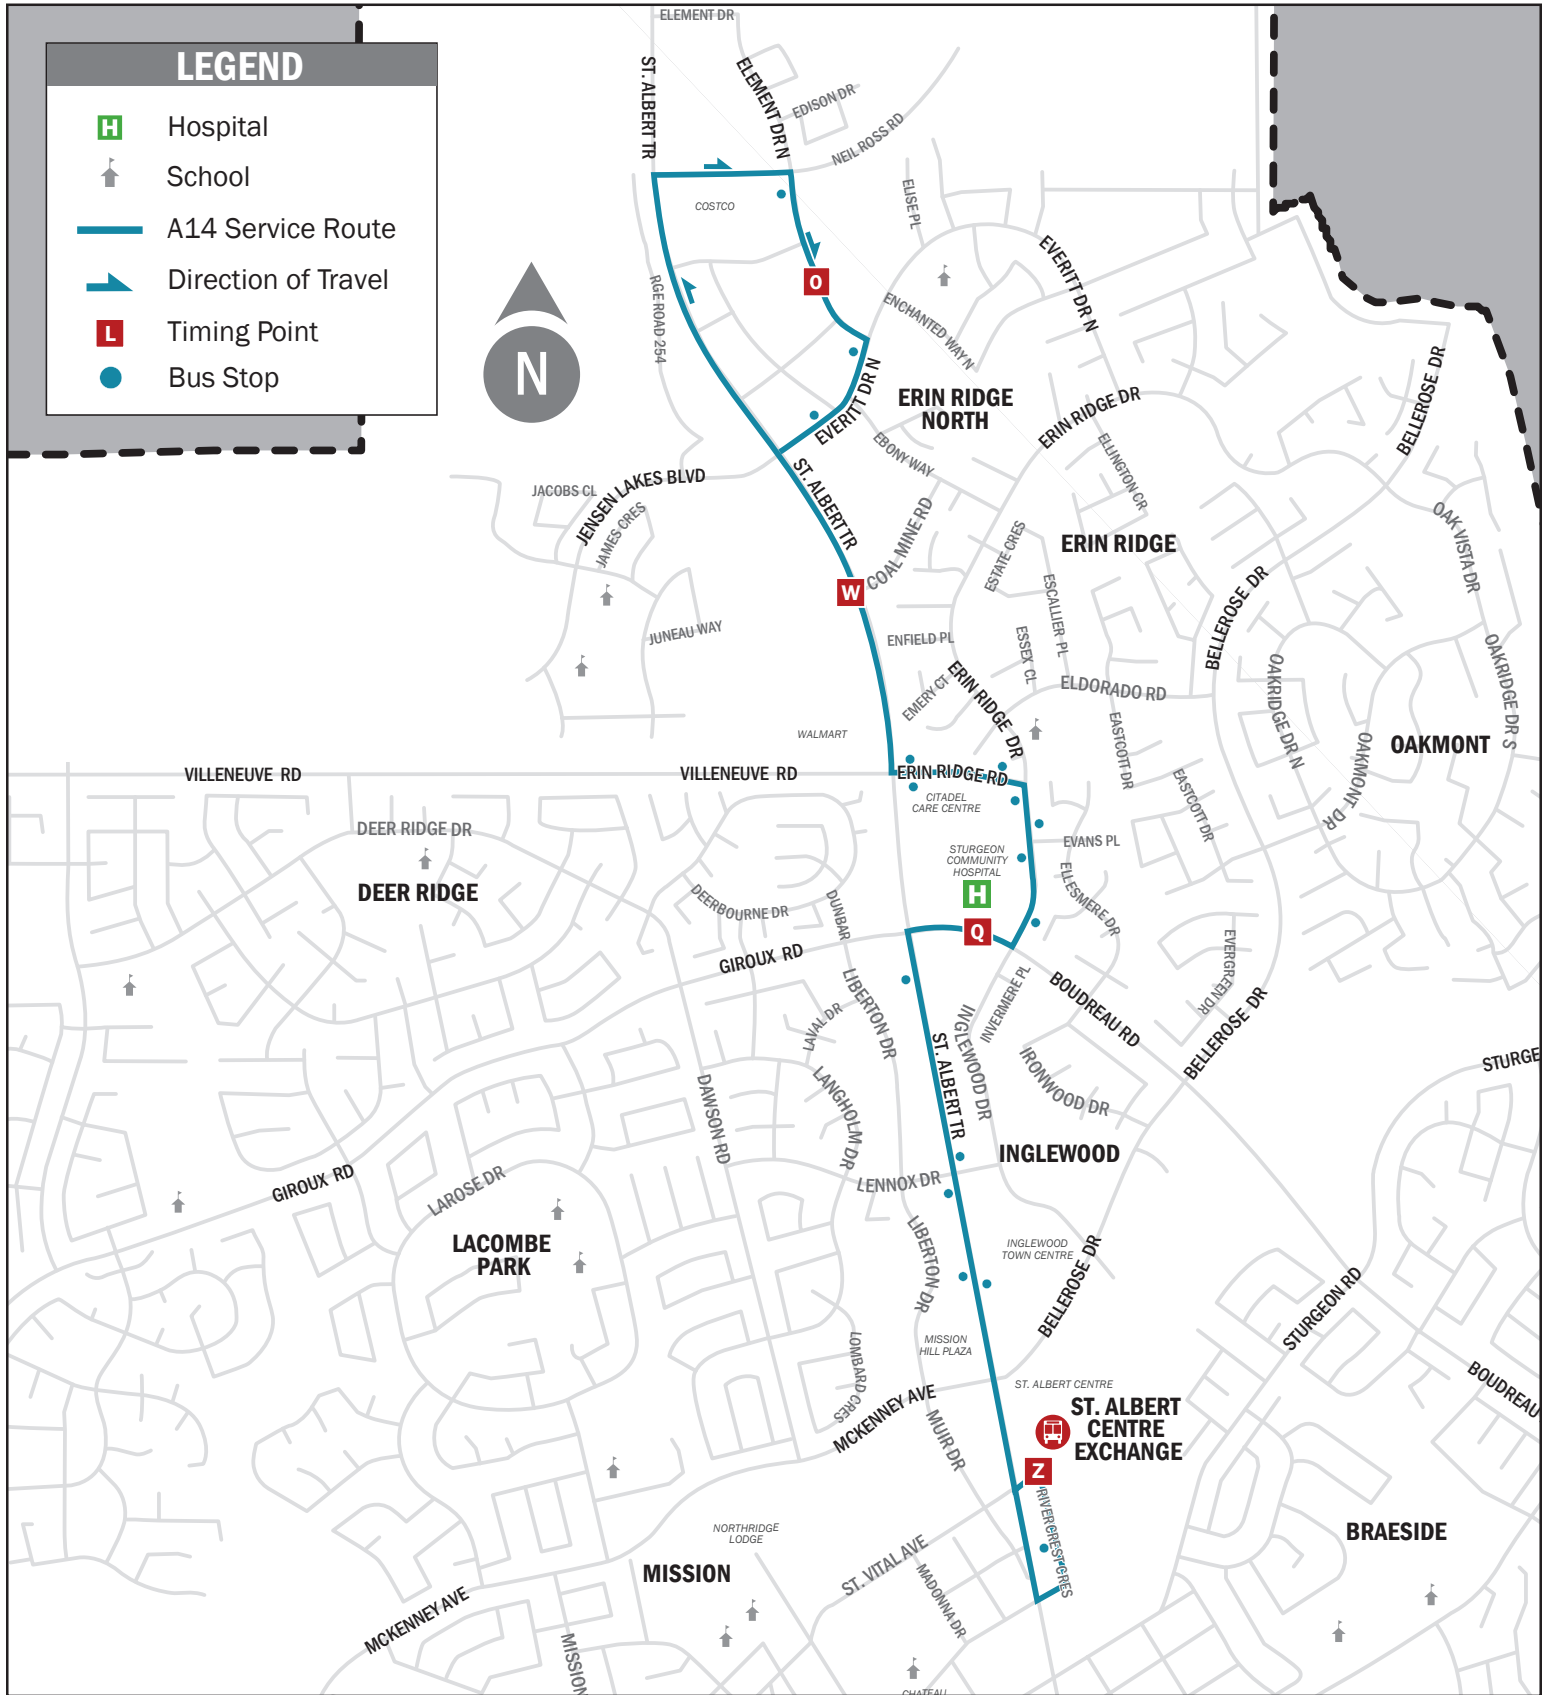 LEGEND
H Hospital
School
A14 Service Route
Direction of Travel
L Timing Point
Bus Stop
N
ELEMENT DR
ST. ALBERT TR
ELEMENT DR N
EDISON DR
NEIL ROSS RD
COSTCO
ELISE PL
EVERITT DR N
RGE ROAD 254
O
ENCHANTED WAY N
ERIN RIDGE
NORTH
EVERITT DR N
ERIN RIDGE DR
BELLEROSE DR
EBONY WAY
ELLINGTON CR
JACOBS CL
JENSEN LAKES BLVD
JAMES CRES
ST. ALBERT TR
COAL MINE RD
ESTATE CRES
ERIN RIDGE
OAK VISTA DR
W
ESCALLIER PL
BELLEROSE DR
JUNEAU WAY
ENFIELD PL
ESSEX CL
EMERY CT
ERIN RIDGE DR
ELDORADO RD
OAKRIDGE DR N
OAKRIDGE DR S
WALMART
EASTCOTT DR
OAKMONT DR
OAKMONT
VILLENEUVE RD
VILLENEUVE RD
ERIN RIDGE RD
CITADEL
CARE CENTRE
EASTCOTT DR
DEER RIDGE DR
EVANS PL
STURGEON
COMMUNITY
HOSPITAL
H
DEER RIDGE
DEERBOURNE DR
DUNBAR
ELLESMERE DR
Q
GIROUX RD
EVERGREEN DR
LIBERTON DR
INVERMERE PL
BOUDREAU RD
BELLEROSE DR
LAVAL DR
INGLEWOOD DR
ST. ALBERT TR
IRONWOOD DR
STURGE
LANGHOLM DR
DAWSON RD
INGLEWOOD
GIROUX RD
LAROSE DR
LENNOX DR
LACOMBE
PARK
LIBERTON DR
INGLEWOOD
TOWN CENTRE
BELLEROSE DR
STURGEON RD
MISSION
HILL PLAZA
LOMBARD CRES
ST. ALBERT CENTRE
BOUDREAU
MCKENNEY AVE
MUIR DR
ST. ALBERT
CENTRE
EXCHANGE
Z
RIVERCREST CRES
NORTHRIDGE
LODGE
BRAESIDE
MISSION
ST. VITAL AVE
MADONNA DR
MCKENNEY AVE
MISSION
CHATEAU